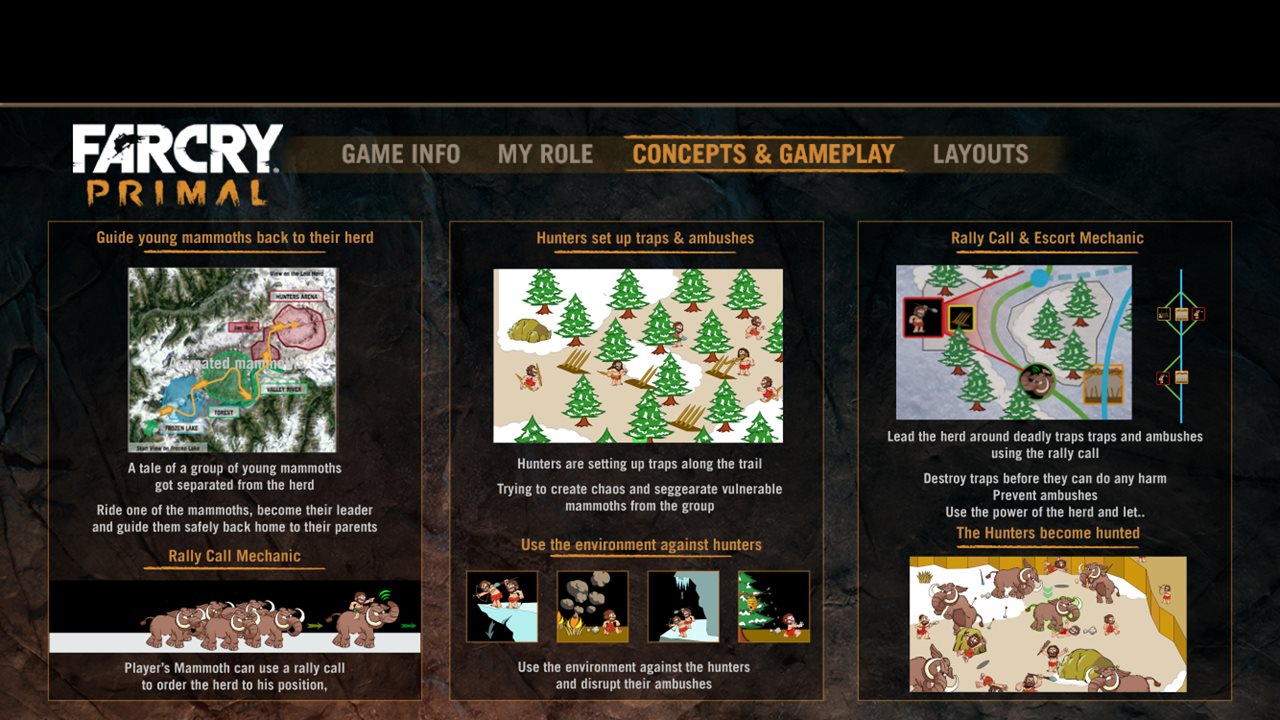 FARCRY
PRIMAL
GAME INFO
MY ROLE
CONCEPTS & GAMEPLAY
LAYOUTS
Guide young mammoths back to their herd
View on the Lost Herd
HUNTERS ARENA
VALLEY RIVER
FOREST
FROZEN LAKE
Start View on Frozen Lake
A tale of a group of young mammoths
got separated from the herd
Ride one of the mammoths, become their leader
and guide them safely back home to their parents
Rally Call Mechanic
Player's Mammoth can use a rally call
to order the herd to his position,
Hunters set up traps & ambushes
Hunters are setting up traps along the trail
Trying to create chaos and seggearate vulnerable
mammoths from the group
Use the environment against hunters
Use the environment against the hunters
and disrupt their ambushes
Rally Call & Escort Mechanic
Lead the herd around deadly traps traps and ambushes
using the rally call
Destroy traps before they can do any harm
Prevent ambushes
Use the power of the herd and let..
The Hunters become hunted